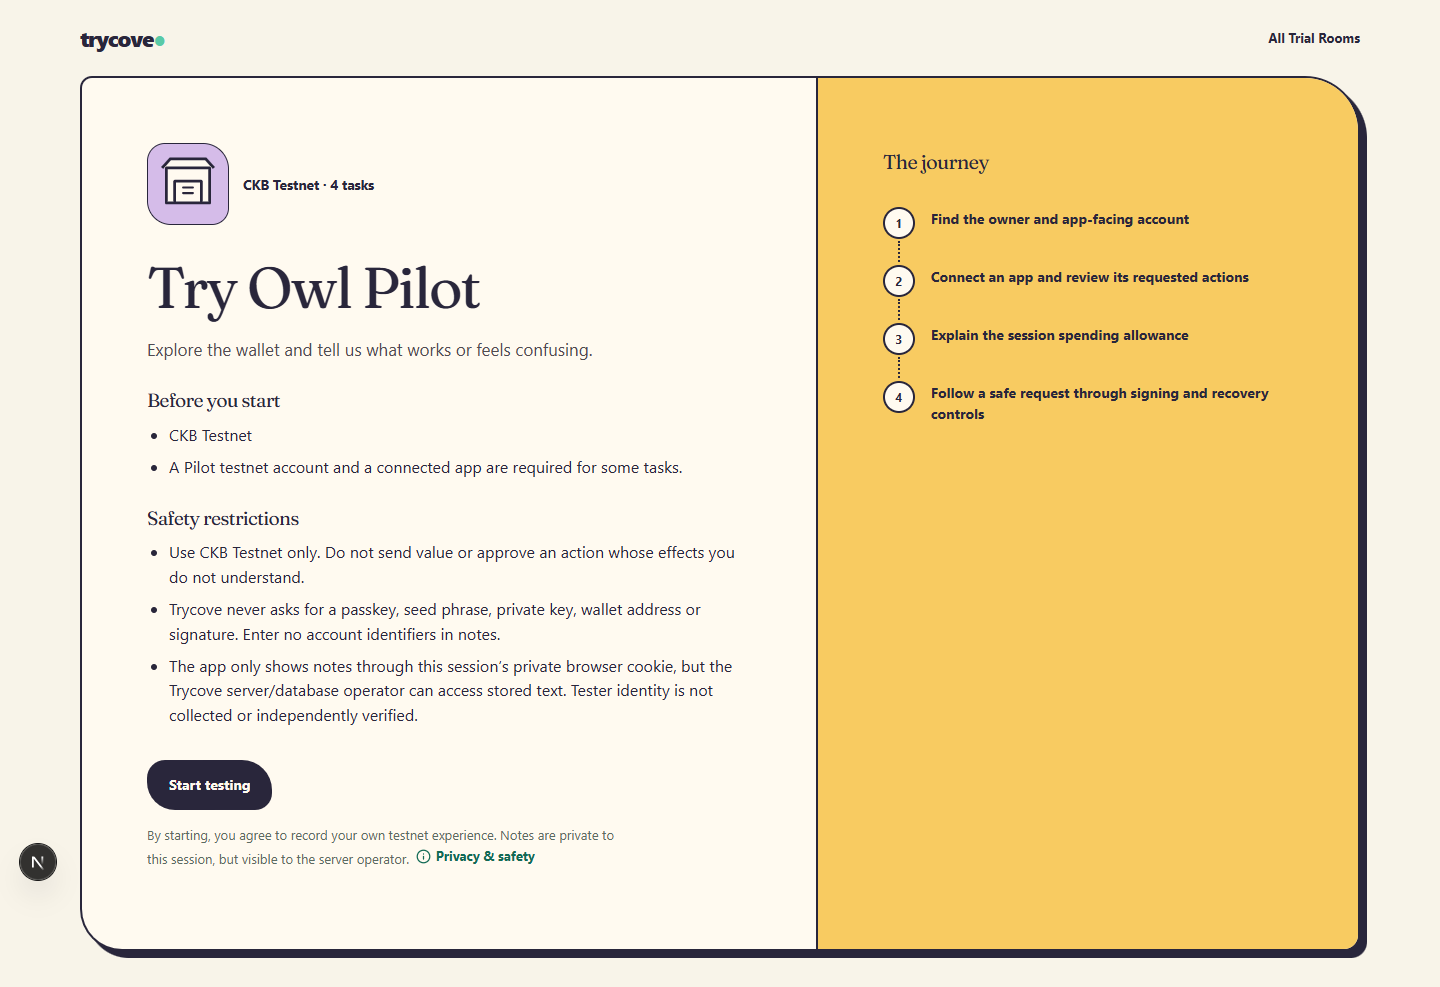 trycove
All Trial Rooms
CKB Testnet · 4 tasks
Try Owl Pilot
Explore the wallet and tell us what works or feels confusing.
Before you start
CKB Testnet
A Pilot testnet account and a connected app are required for some tasks.
Safety restrictions
Use CKB Testnet only. Do not send value or approve an action whose effects you
do not understand.
Trycove never asks for a passkey, seed phrase, private key, wallet address or
signature. Enter no account identifiers in notes.
The app only shows notes through this session's private browser cookie, but the
Trycove server/database operator can access stored text. Tester identity is not
collected or independently verified.
Start testing
By starting, you agree to record your own testnet experience. Notes are private to
this session, but visible to the server operator. Privacy & safety
N
The journey
1 Find the owner and app-facing account
2 Connect an app and review its requested actions
3 Explain the session spending allowance
4 Follow a safe request through signing and recovery
controls